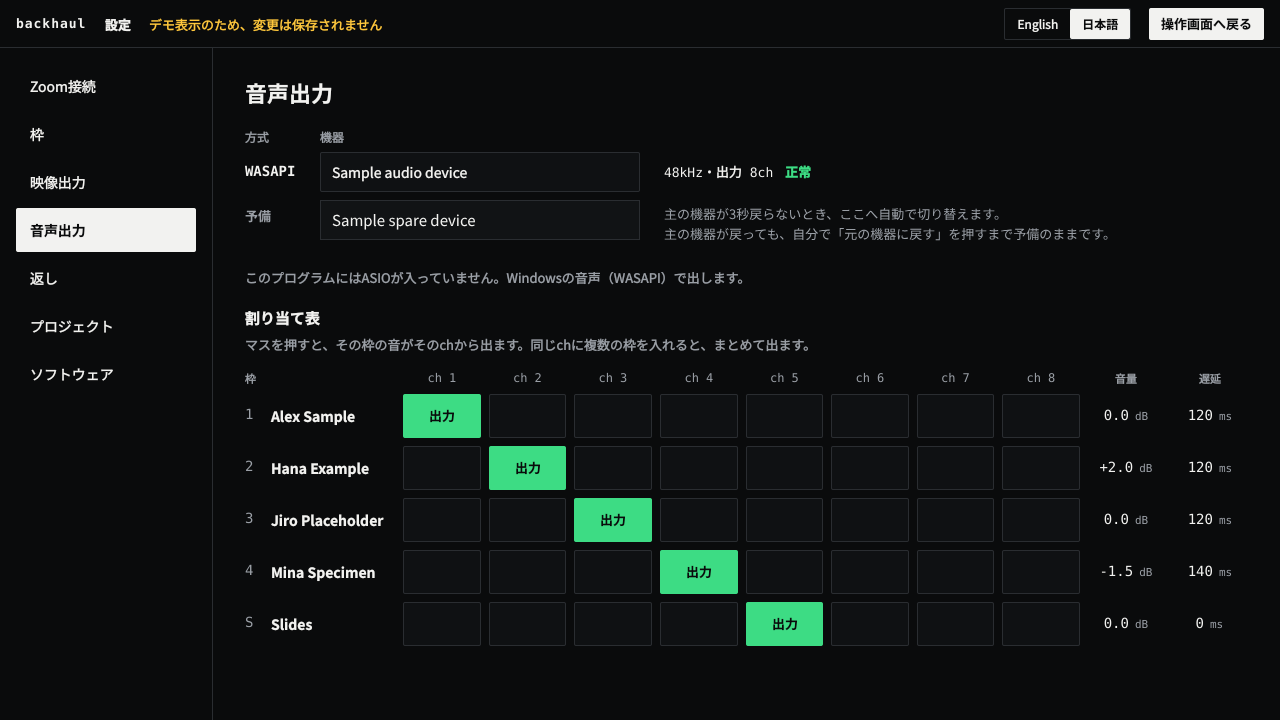 backhaul 設定 デモ表示のため、変更は保存されません English 日本語 操作画面へ戻る
Zoom接続
枠
映像出力
音声出力
返し
プロジェクト
ソフトウェア
音声出力
方式 機器
WASAPI Sample audio device 48kHz・出力 8ch 正常
予備 Sample spare device 主の機器が3秒戻らないとき、ここへ自動で切り替えます。
主の機器が戻っても、自分で「元の機器に戻す」を押すまで予備のままです。
このプログラムにはASIOが入っていません。Windowsの音声（WASAPI）で出します。
割り当て表
マスを押すと、その枠の音がそのchから出ます。同じchに複数の枠を入れると、まとめて出ます。
枠 ch 1 ch 2 ch 3 ch 4 ch 5 ch 6 ch 7 ch 8 音量 遅延
1 Alex Sample 出力 0.0 dB 120 ms
2 Hana Example 出力 +2.0 dB 120 ms
3 Jiro Placeholder 出力 0.0 dB 120 ms
4 Mina Specimen 出力 -1.5 dB 140 ms
S Slides 出力 0.0 dB 0 ms